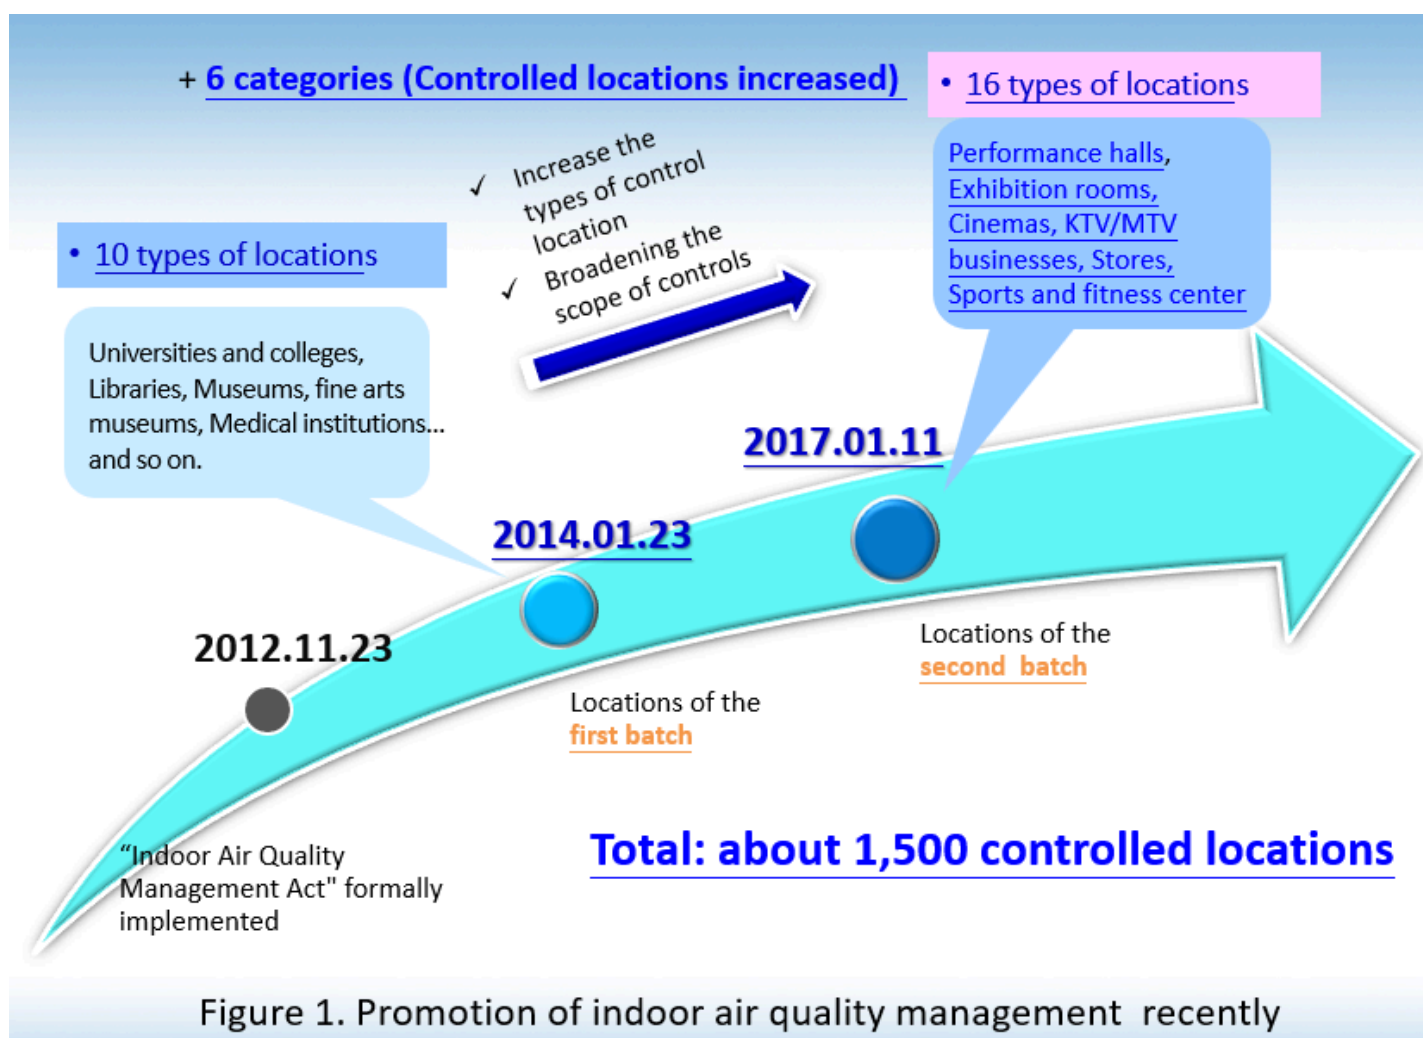 + 6 categories (Controlled locations increased)
• 16 types of locations
Performance halls,
Exhibition rooms,
Cinemas, KTV/MTV
businesses, Stores,
Sports and fitness center
✓ Increase the
types of control
location
✓ Broadening the
scope of controls
• 10 types of locations
Universities and colleges,
Libraries, Museums, fine arts
museums, Medical institutions...
and so on.
2017.01.11
2014.01.23
2012.11.23
Locations of the
second  batch
Locations of the
first batch
“Indoor Air Quality
Management Act" formally
implemented
Total: about 1,500 controlled locations
Figure 1. Promotion of indoor air quality management  recently